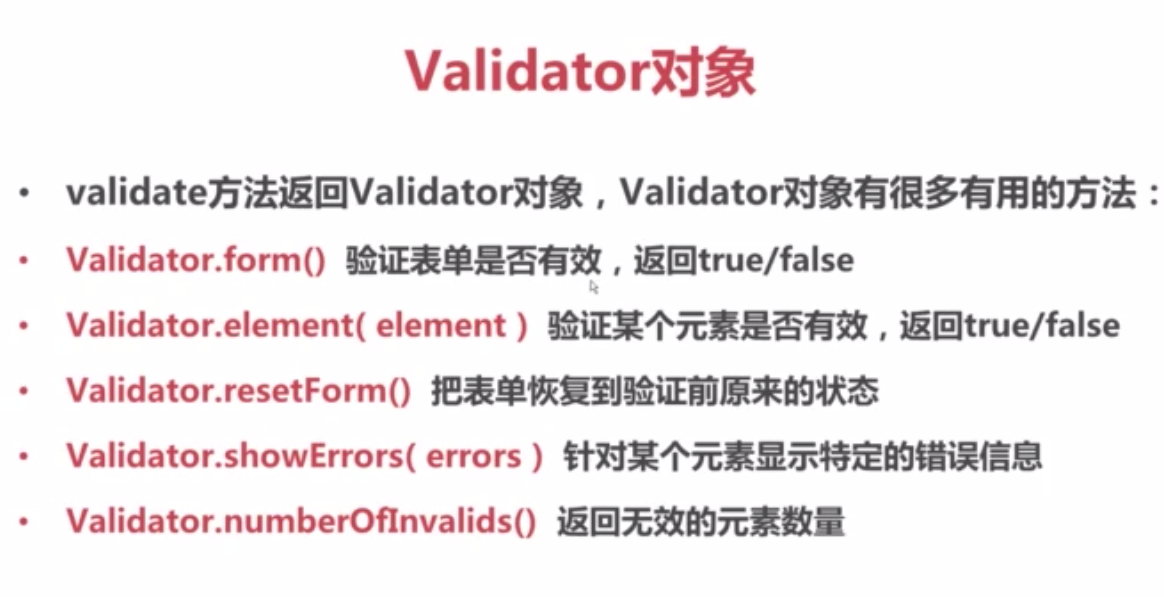 Validator对象
• validate方法返回Validator对象，Validator对象有很多有用的方法：
• Validator.form() 验证表单是否有效，返回true/false
• Validator.element( element ) 验证某个元素是否有效，返回true/false
• Validator.resetForm() 把表单恢复到验证前原来的状态
• Validator.showErrors( errors ) 针对某个元素显示特定的错误信息
• Validator.numberOfInvalids() 返回无效的元素数量